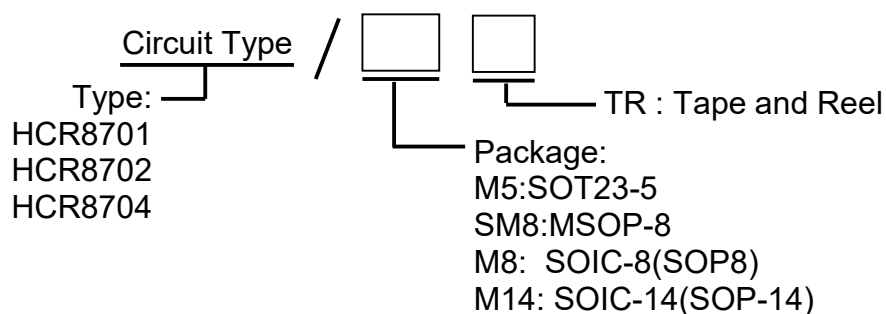 Circuit Type /
Type:
HCR8701
HCR8702
HCR8704
TR : Tape and Reel
Package:
M5:SOT23-5
SM8:MSOP-8
M8: SOIC-8(SOP8)
M14: SOIC-14(SOP-14)